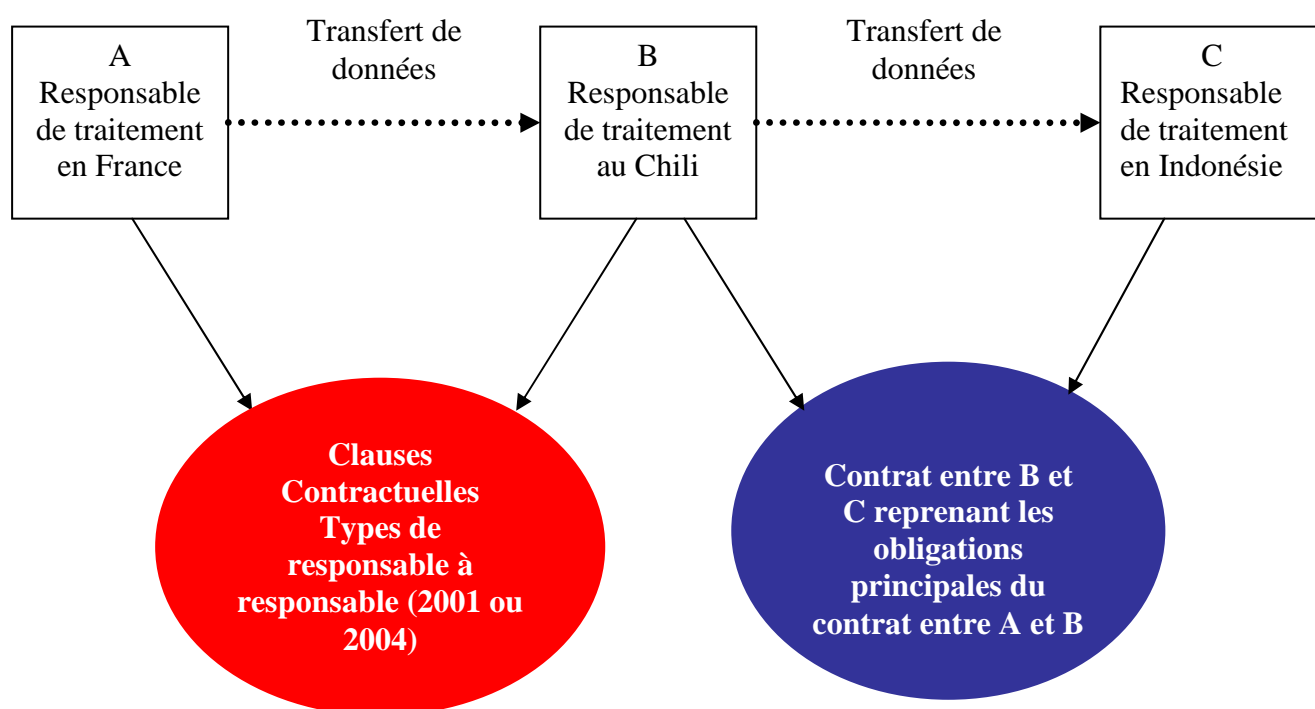 A
Responsable
de traitement
en France
Transfert de
données
B
Responsable
de traitement
au Chili
Transfert de
données
C
Responsable
de traitement
en Indonésie
Clauses
Contractuelles
Types de
responsable à
responsable (2001 ou
2004)
Contrat entre B et
C reprenant les
obligations
principales du
contrat entre A et B